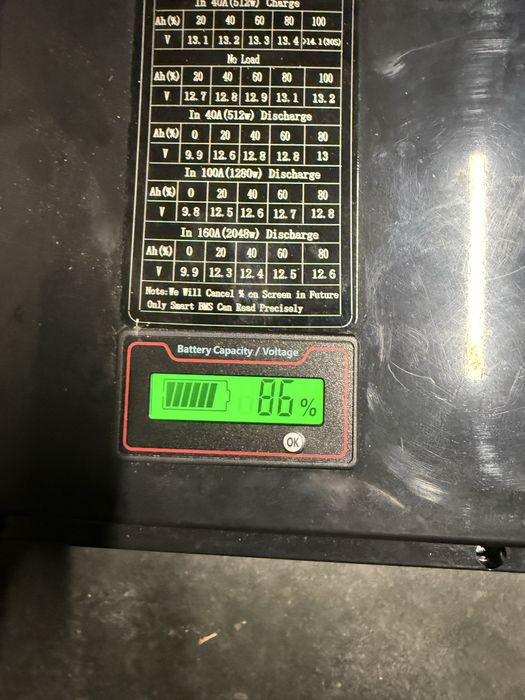 In 40A(512w) Charge
Ah(%) 20 40 60 80 100
V 13.1 13.2 13.3 13.4 >14.1(30S)
No Load
Ah(%) 20 40 60 80 100
V 12.7 12.8 12.9 13.1 13.2
In 40A(512w) Discharge
Ah(%) 0 20 40 60 80
V 9.9 12.6 12.8 12.8 13
In 100A(1280w) Discharge
Ah(%) 0 20 40 60 80
V 9.8 12.5 12.6 12.7 12.8
In 160A(2048w) Discharge
Ah(%) 0 20 40 60 80
V 9.9 12.3 12.4 12.5 12.6
Note:We Will Cancel % on Screen in Future
Only Smart BMS Can Read Precisely
Battery Capacity / Voltage
86 %
OK